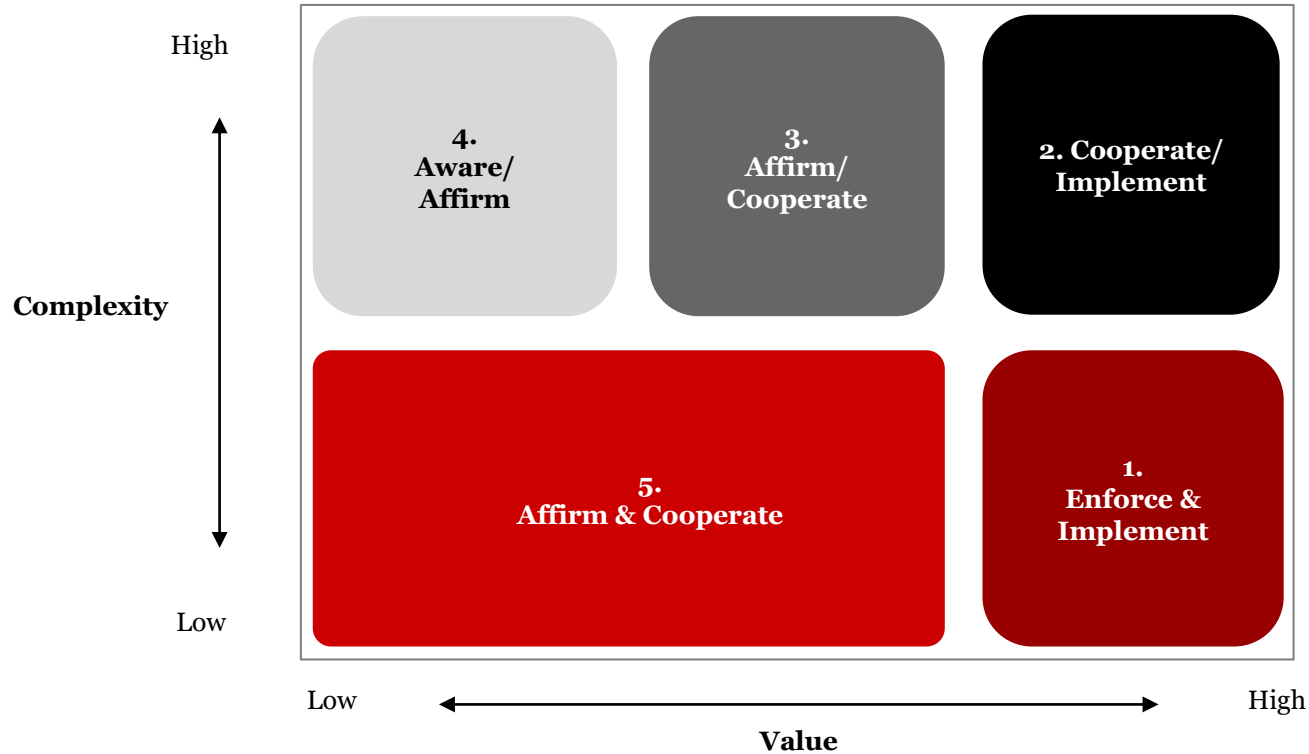 High
4.
Aware/
Affirm
3.
Affirm/
Cooperate
2. Cooperate/
Implement
Complexity
5.
Affirm & Cooperate
1.
Enforce &
Implement
Low
Low
High
Value